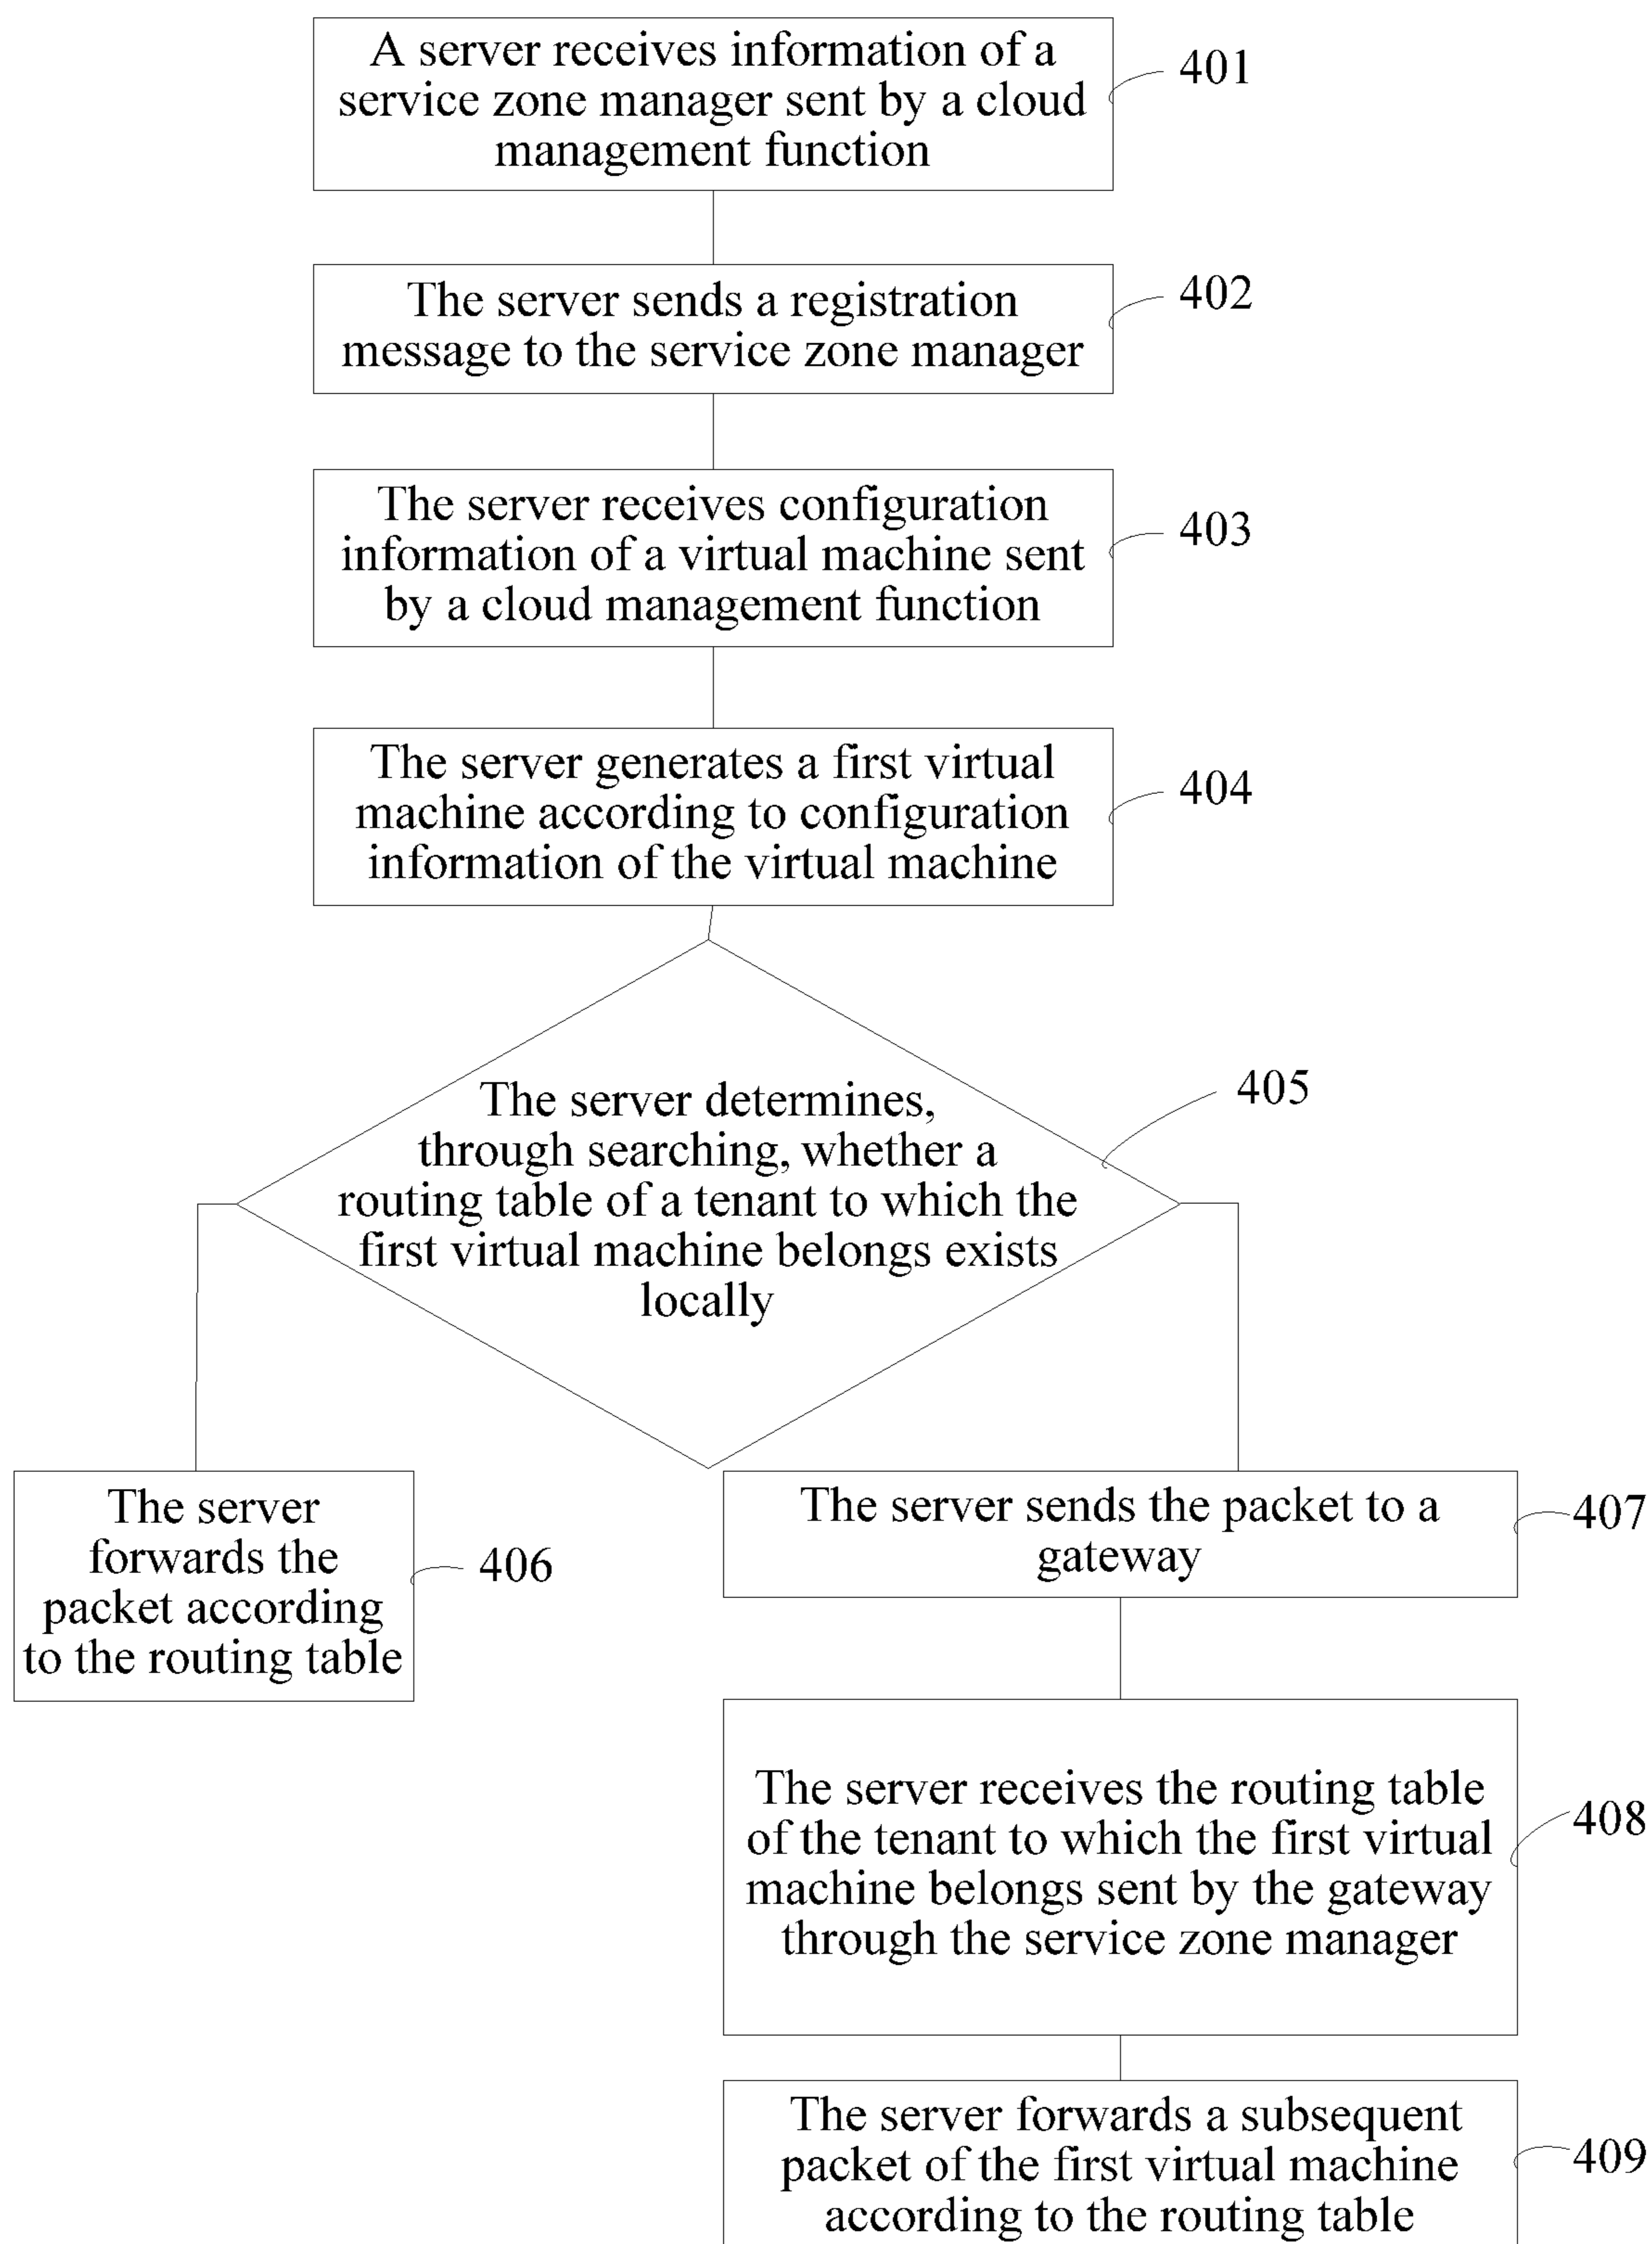 A server receives information of a
service zone manager sent by a cloud
management function
401
The server sends a registration
message to the service zone manager
402
The server receives configuration
information of a virtual machine sent
by a cloud management function
403
The server generates a first virtual
machine according to configuration
information of the virtual machine
404
The server determines,
through searching, whether a
routing table of a tenant to which the
first virtual machine belongs exists
locally
405
The server
forwards the
packet according
to the routing table
406
The server sends the packet to a
gateway
407
The server receives the routing table
of the tenant to which the first virtual
machine belongs sent by the gateway
through the service zone manager
408
The server forwards a subsequent
packet of the first virtual machine
according to the routing table
409